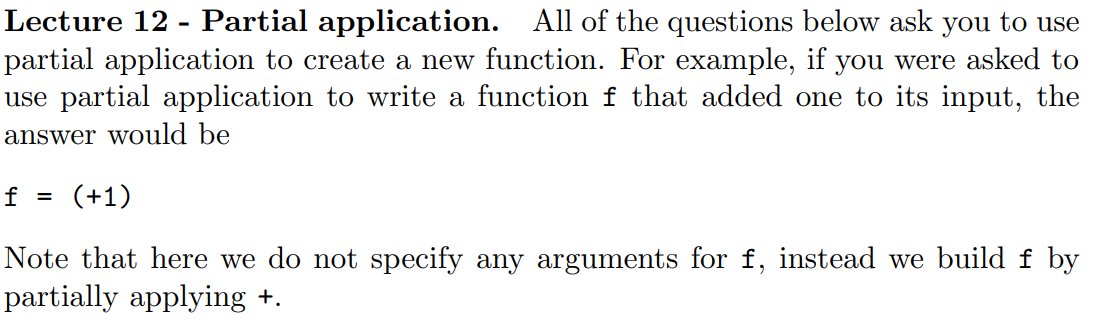 Lecture 12 - Partial application. All of the questions below ask you to use
partial application to create a new function. For example, if you were asked to
use partial application to write a function f that added one to its input, the
answer would be
f = (+1)
Note that here we do not specify any arguments for f, instead we build f by
partially applying +.